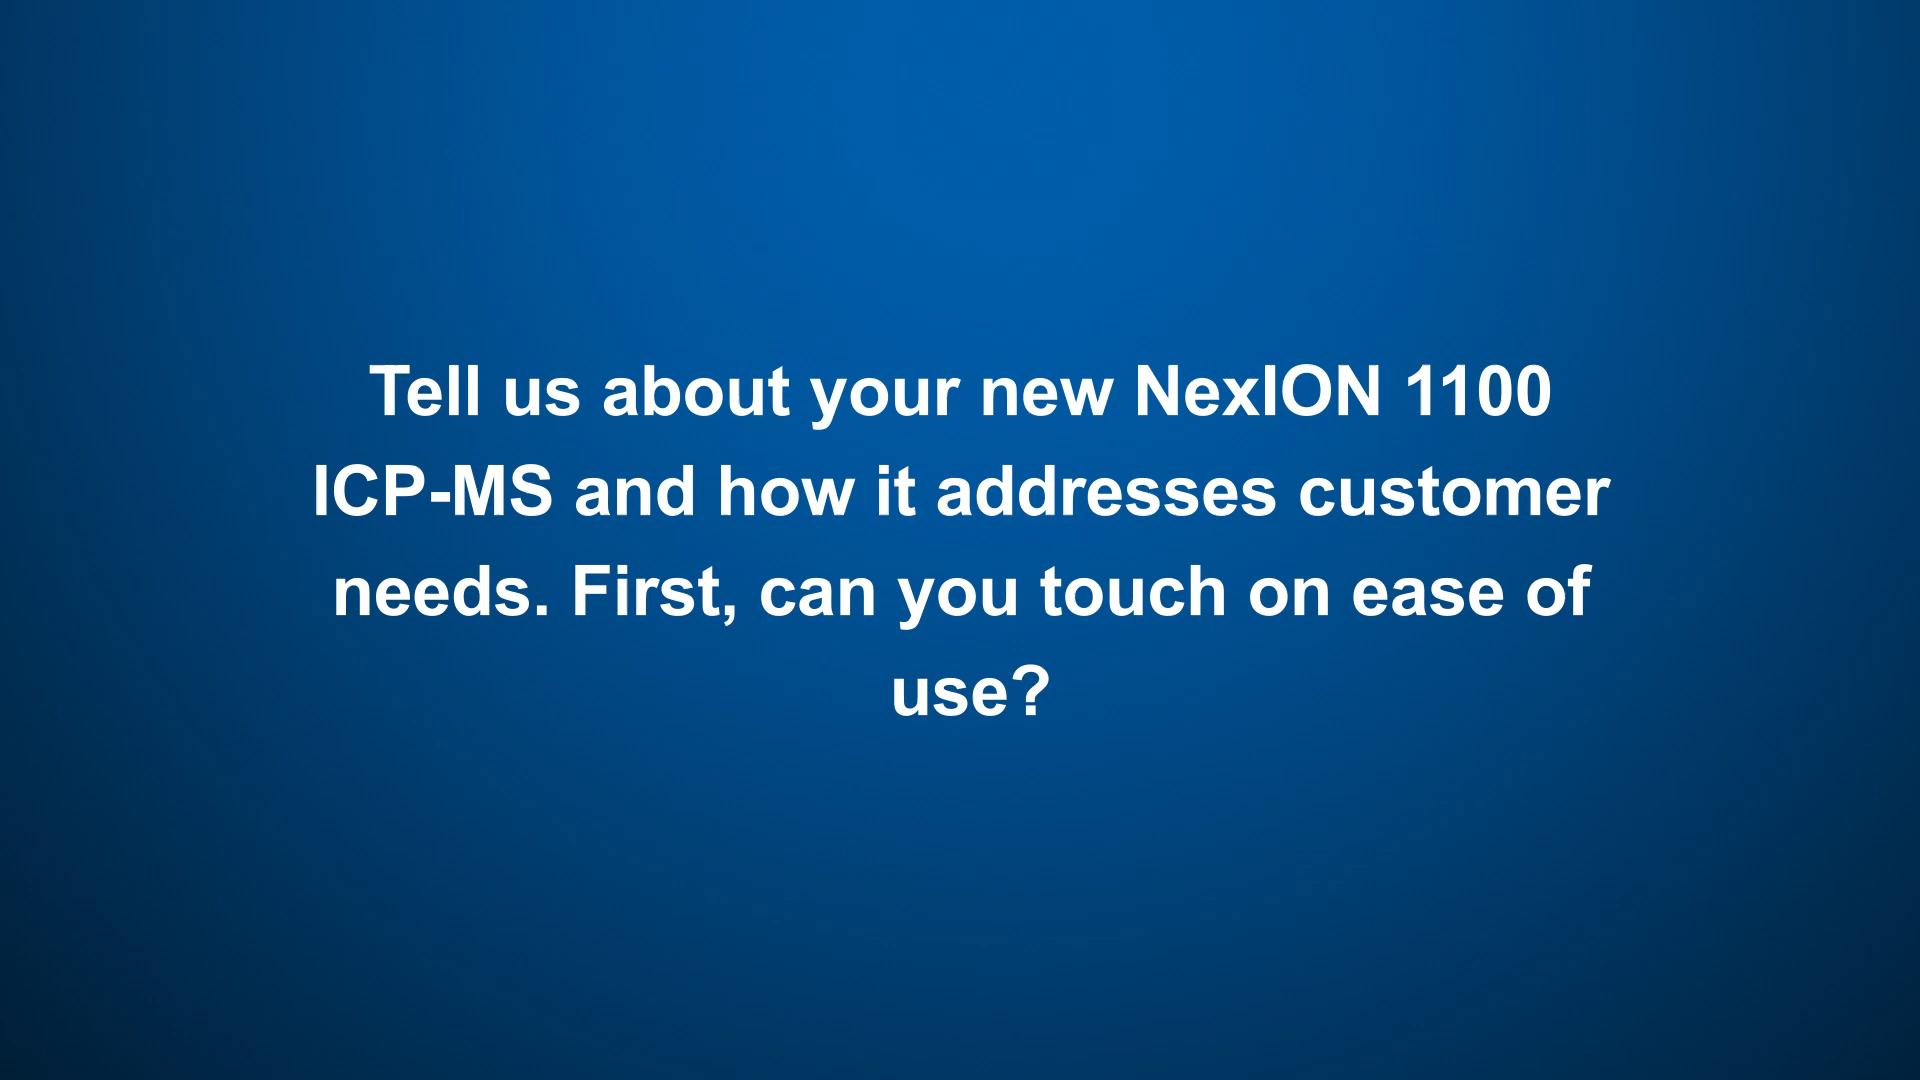 Tell us about your new NexION 1100
ICP-MS and how it addresses customer
needs. First, can you touch on ease of
use?